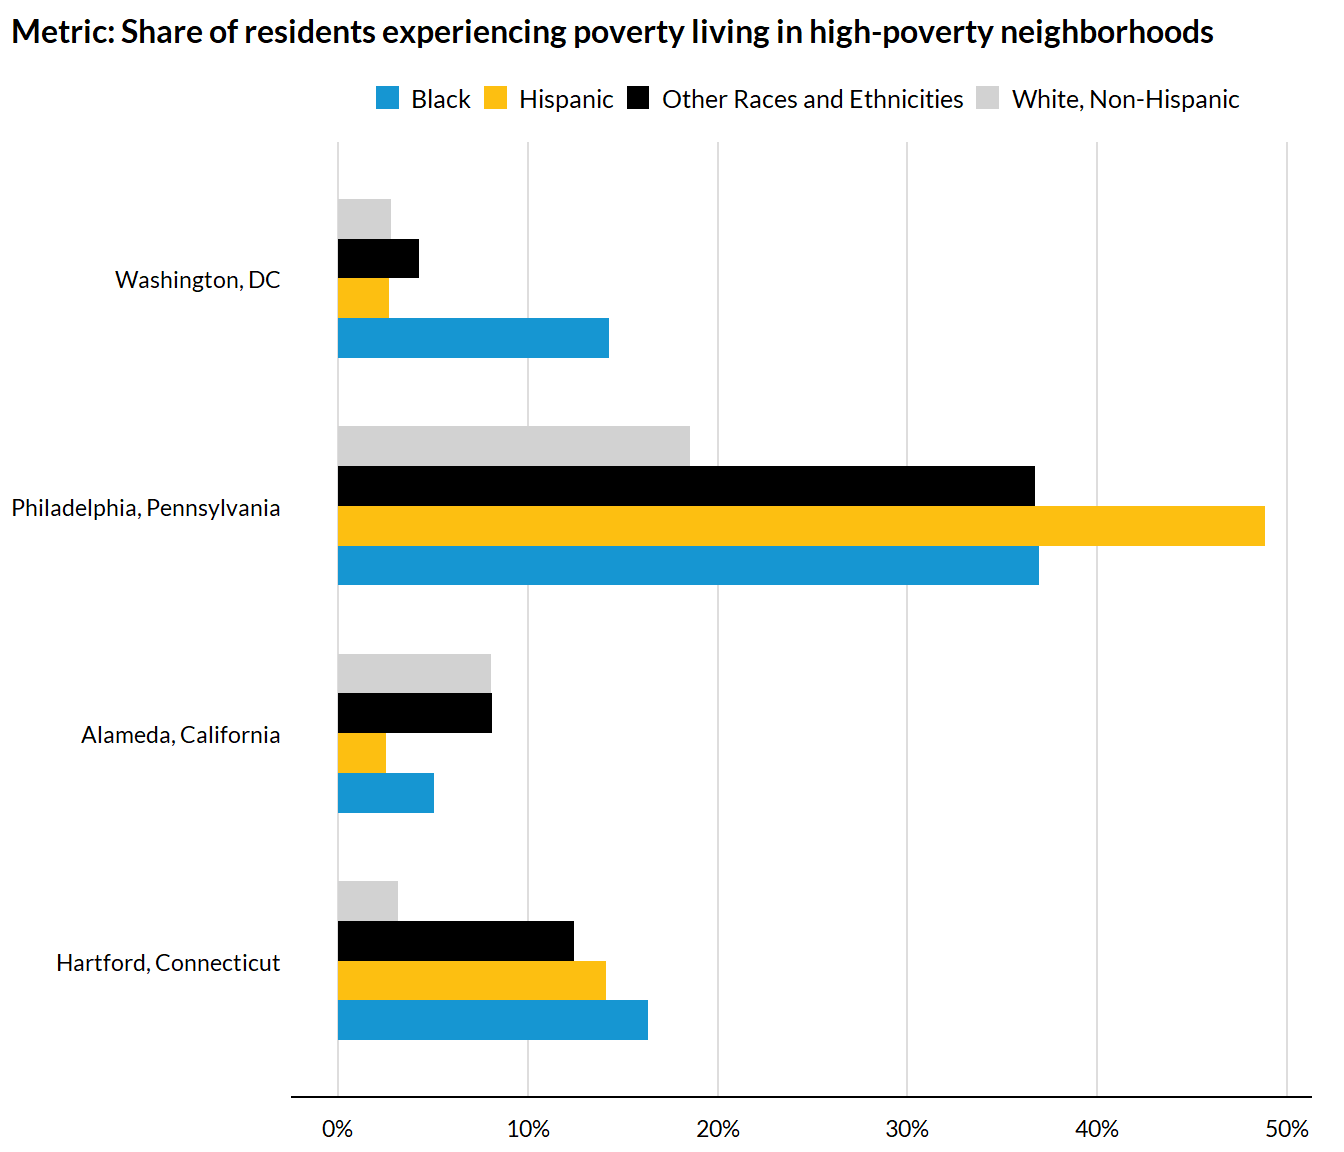 Metric: Share of residents experiencing poverty living in high-poverty neighborhoods
Black Hispanic Other Races and Ethnicities White, Non-Hispanic
Washington, DC
Philadelphia, Pennsylvania
Alameda, California
Hartford, Connecticut
0% 10% 20% 30% 40% 50%